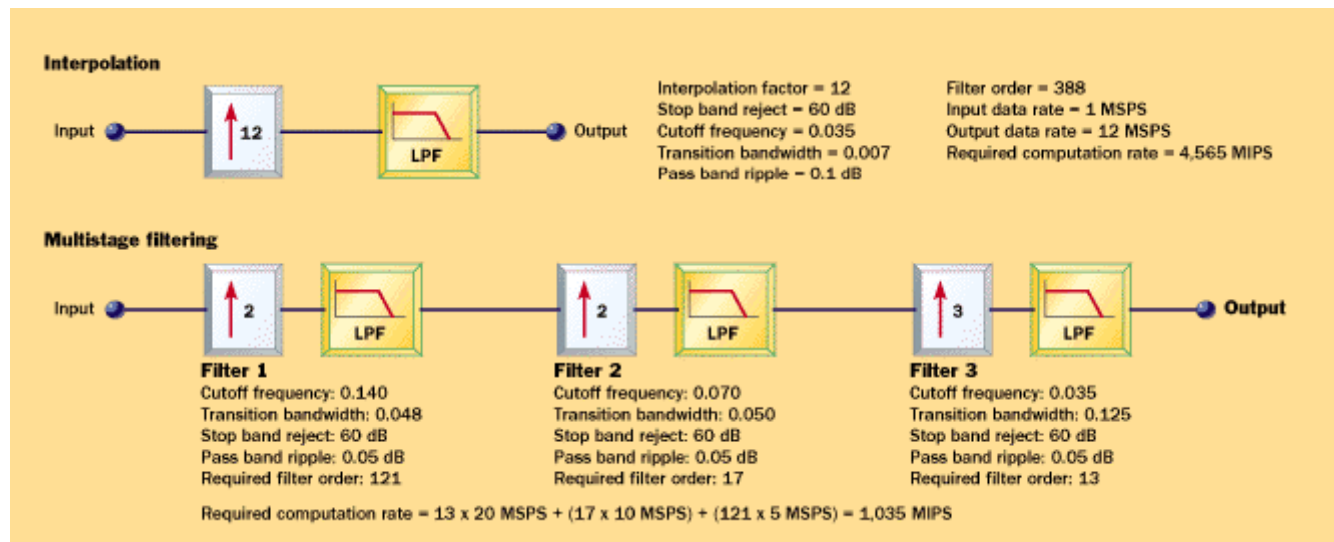 Interpolation
Input
12
LPF
Output
Interpolation factor = 12
Stop band reject = 60 dB
Cutoff frequency = 0.035
Transition bandwidth = 0.007
Pass band ripple = 0.1 dB
Filter order = 388
Input data rate = 1 MSPS
Output data rate = 12 MSPS
Required computation rate = 4,565 MIPS
Multistage filtering
Input
2
LPF
2
LPF
3
LPF
Output
Filter 1
Cutoff frequency: 0.140
Transition bandwidth: 0.048
Stop band reject: 60 dB
Pass band ripple: 0.05 dB
Required filter order: 121
Filter 2
Cutoff frequency: 0.070
Transition bandwidth: 0.050
Stop band reject: 60 dB
Pass band ripple: 0.05 dB
Required filter order: 17
Filter 3
Cutoff frequency: 0.035
Transition bandwidth: 0.125
Stop band reject: 60 dB
Pass band ripple: 0.05 dB
Required filter order: 13
Required computation rate = 13 x 20 MSPS + (17 x 10 MSPS) + (121 x 5 MSPS) = 1,035 MIPS